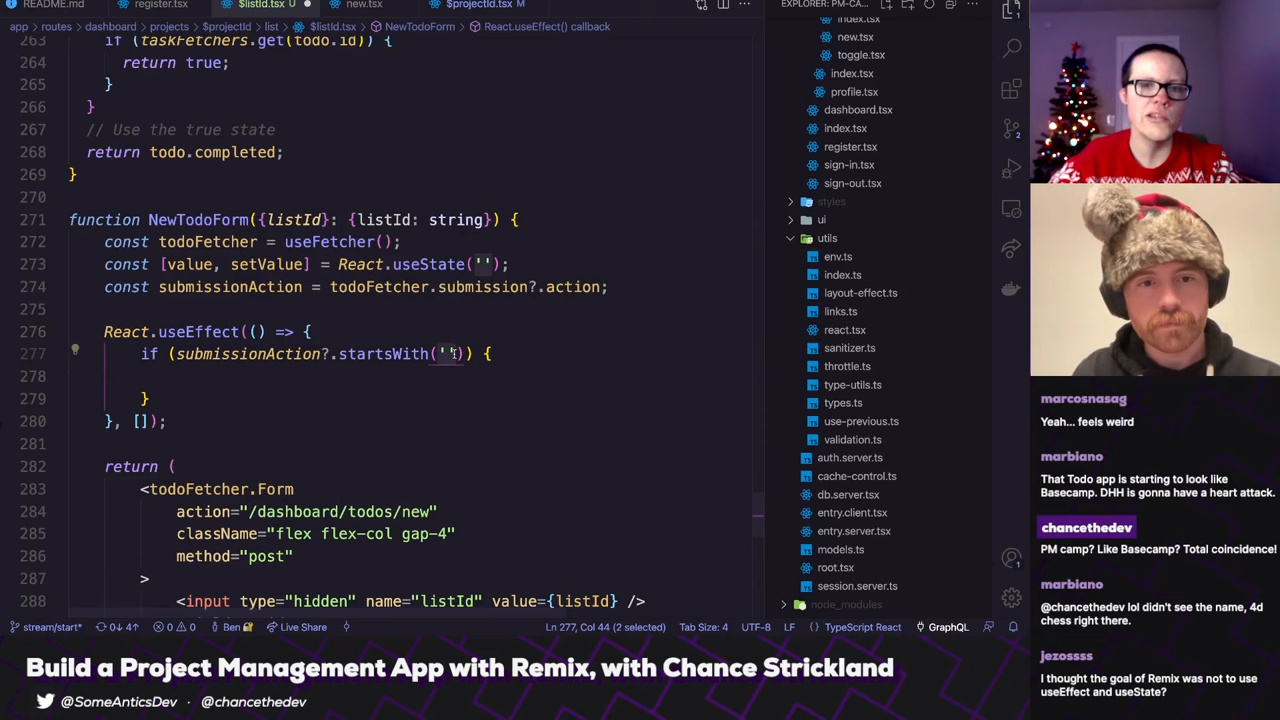 README.md register.tsx $listId.tsx U new.tsx $projectId.tsx M
app > routes > dashboard > projects > $projectId > list > $listId.tsx > NewTodoForm > React.useEffect() callback
263 if (taskFetchers.get(todo.id)) {
264 return true;
265 }
266 }
267 // Use the true state
268 return todo.completed;
269 }
270
271 function NewTodoForm({listId}: {listId: string}) {
272 const todoFetcher = useFetcher();
273 const [value, setValue] = React.useState('');
274 const submissionAction = todoFetcher.submission?.action;
275
276 React.useEffect(() => {
277 if (submissionAction?.startsWith('')) {
278
279 }
280 }, []);
281
282 return (
283 <todoFetcher.Form
284 action="/dashboard/todos/new"
285 className="flex flex-col gap-4"
286 method="post"
287 >
288 <input type="hidden" name="listId" value={listId} />
EXPLORER: PM-CA...
index.tsx
new.tsx
toggle.tsx
index.tsx
profile.tsx
dashboard.tsx
index.tsx
register.tsx
sign-in.tsx
sign-out.tsx
styles
ui
utils
env.ts
index.ts
layout-effect.ts
links.ts
react.ts
sanitizer.ts
throttle.ts
type-utils.ts
types.ts
use-previous.ts
validation.ts
auth.server.ts
cache-control.ts
db.server.ts
entry.client.tsx
entry.server.tsx
models.ts
root.tsx
session.server.ts
node_modules
stream/start* 0↓ 4↑ 0 0 Ben Live Share Ln 277, Col 44 (2 selected) Tab Size: 4 UTF-8 LF TypeScript React GraphQL
marcosnasag
Yeah... feels weird
marbiano
That Todo app is starting to look like
Basecamp. DHH is gonna have a heart attack.
chancethedev
PM camp? Like Basecamp? Total coincidence!
marbiano
@chancethedev lol didn't see the name, 4d
chess right there.
jezossss
I thought the goal of Remix was not to use
useEffect and useState?
Build a Project Management App with Remix, with Chance Strickland
@SomeAnticsDev · @chancethedev